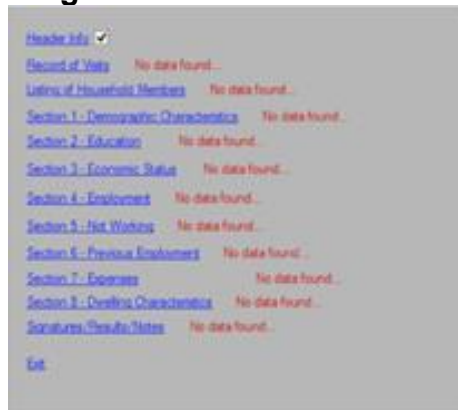 Header Info
Record of Visits No data found...
Listing of Household Members No data found...
Section 1 - Demographic Characteristics No data found...
Section 2 - Education No data found...
Section 3 - Economic Status No data found...
Section 4 - Employment No data found...
Section 5 - Not Working No data found...
Section 6 - Previous Employment No data found...
Section 7 - Expenses No data found...
Section 8 - Dwelling Characteristics No data found...
Signatures/Results/Notes No data found...
Exit